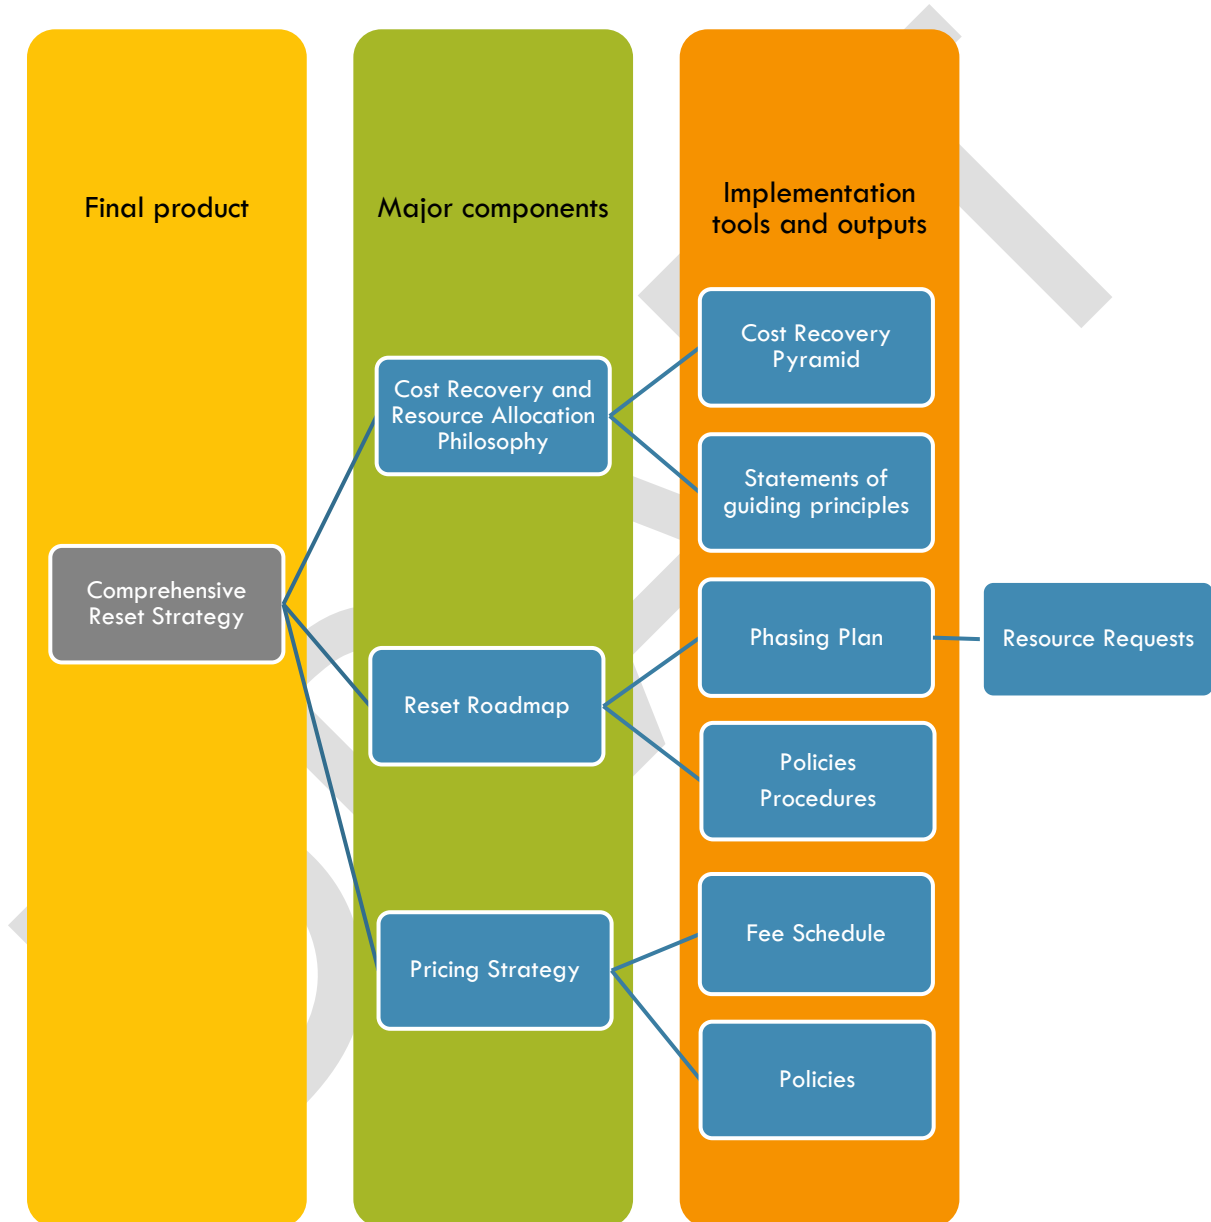 Final product
Major components
Implementation
tools and outputs
Cost Recovery
Pyramid
Cost Recovery and
Resource Allocation
Philosophy
Statements of
guiding principles
Comprehensive
Reset Strategy
Phasing Plan
Resource Requests
Reset Roadmap
Policies
Procedures
Fee Schedule
Pricing Strategy
Policies